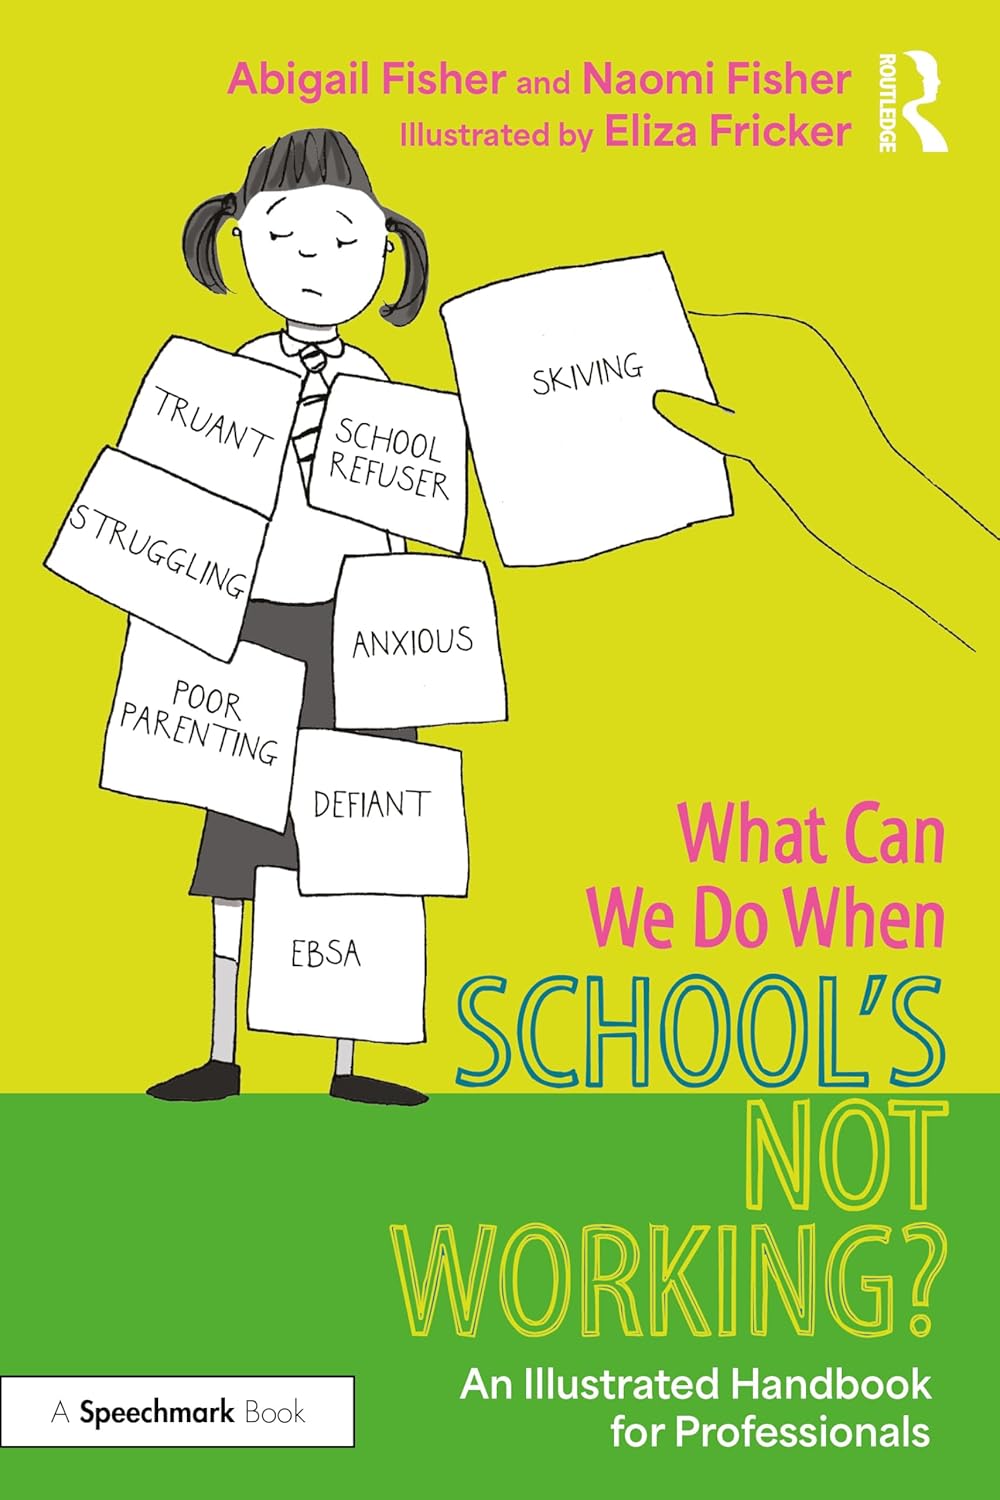 Abigail Fisher and Naomi Fisher
Illustrated by Eliza Fricker
ROUTLEDGE
SKIVING
TRUANT
SCHOOL
REFUSER
STRUGGLING
ANXIOUS
POOR
PARENTING
DEFIANT
EBSA
What Can
We Do When
SCHOOL'S
NOT
WORKING?
An Illustrated Handbook
for Professionals
A Speechmark Book